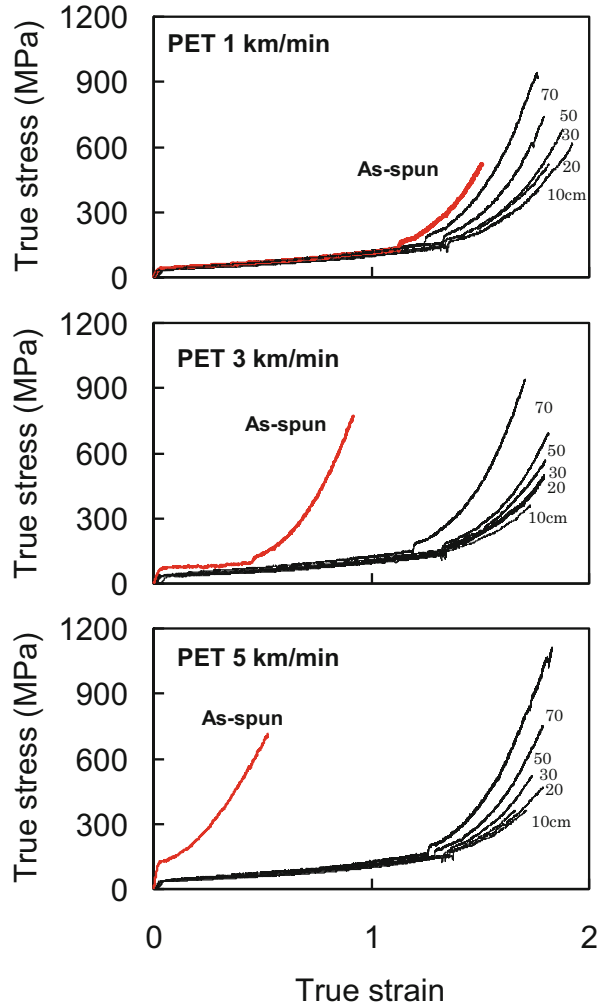 1200
PET 1 km/min
900
70
50
600
30
As-spun
20
300
10cm
0
True stress (MPa)
1200
PET 3 km/min
900
70
As-spun
50
600
30
20
300
10cm
0
True stress (MPa)
1200
PET 5 km/min
900
As-spun
70
600
50
30
20
300
10cm
0
True stress (MPa)
0 1 2
True strain